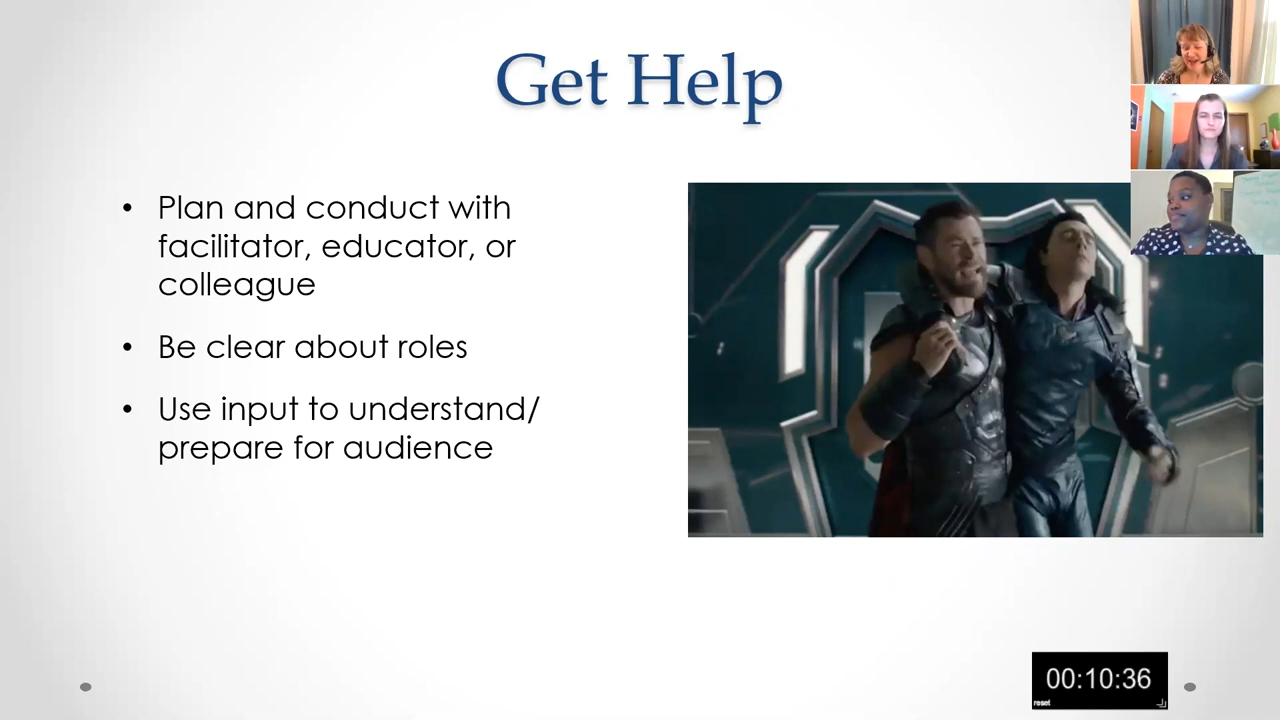 Get Help
• Plan and conduct with
facilitator, educator, or
colleague
• Be clear about roles
• Use input to understand/
prepare for audience
00:10:36
reset